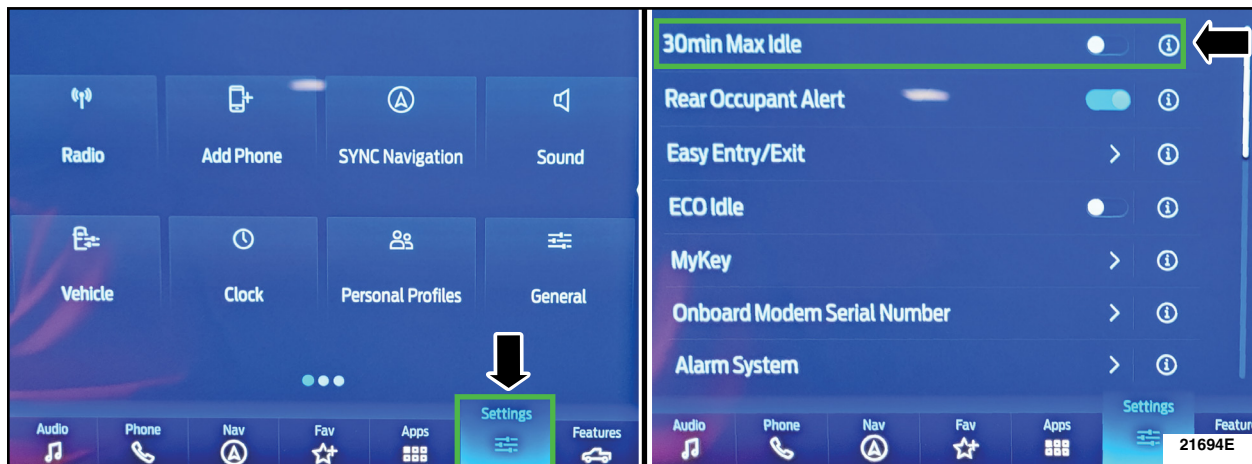 Radio
Add Phone
SYNC Navigation
Sound
Vehicle
Clock
Personal Profiles
General
Audio
Phone
Nav
Fav
Apps
Settings
Features
30min Max Idle
Rear Occupant Alert
Easy Entry/Exit
ECO Idle
MyKey
Onboard Modem Serial Number
Alarm System
Audio
Phone
Nav
Fav
Apps
Settings
Featur
21694E